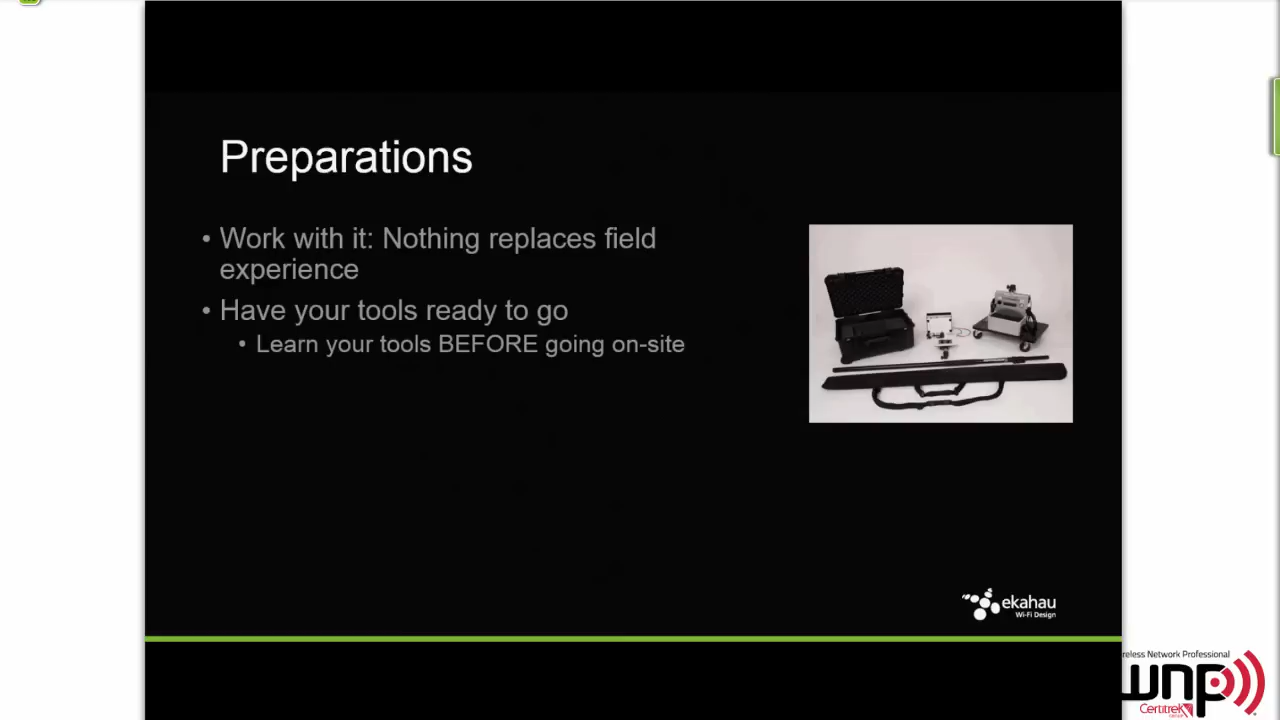 Preparations
• Work with it: Nothing replaces field
experience
• Have your tools ready to go
• Learn your tools BEFORE going on-site
ekahau
Wi-Fi Design
reless Network Professional
wnp
Certitrek